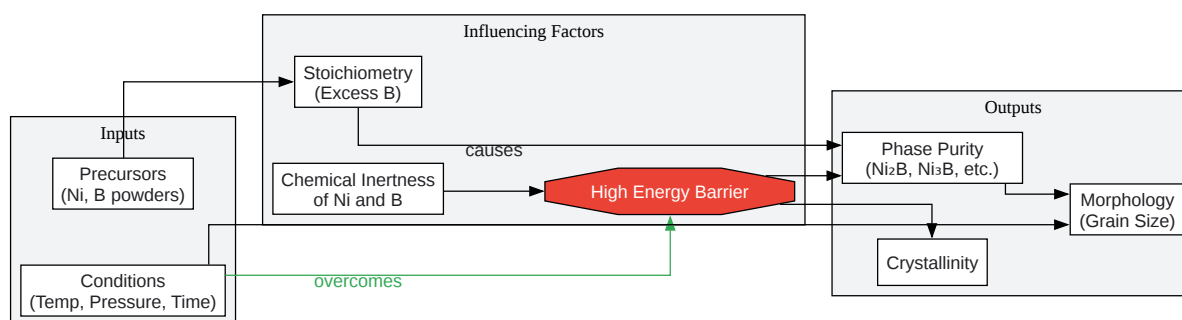 Influencing Factors
Stoichiometry
(Excess B)
Inputs
Outputs
Precursors
(Ni, B powders)
causes
Chemical Inertness
of Ni and B
High Energy Barrier
Phase Purity
(Ni₂B, Ni₃B, etc.)
Morphology
(Grain Size)
Crystallinity
Conditions
(Temp, Pressure, Time)
overcomes